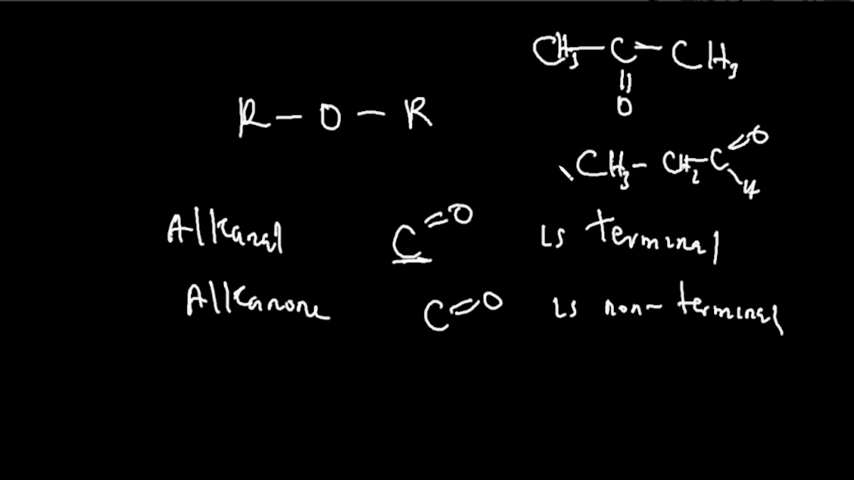 CH3 – C – CH3
||
O
R – O – R
CH3 – CH2 – C =O
H
Alkanal C=O is terminal
Alkanone C=O is non-terminal